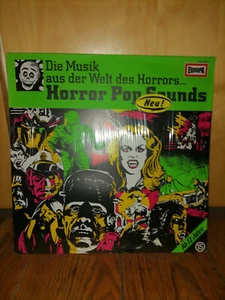 EUROPA
Die Musik
aus der Welt des Horrors...
Horror Pop Sounds
Neu!